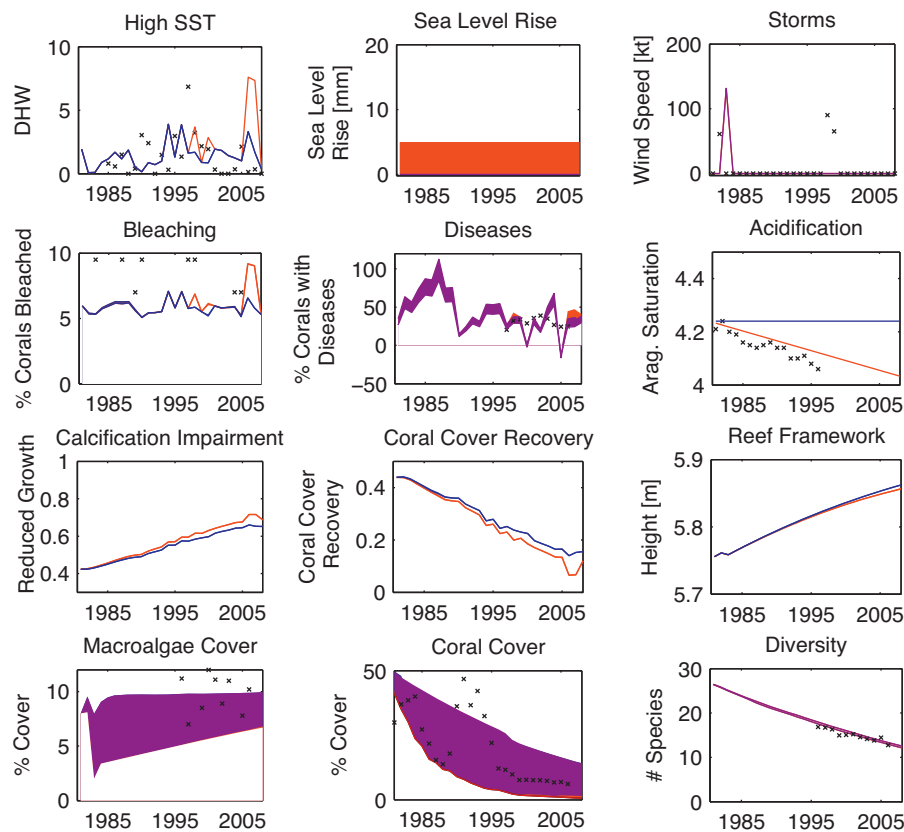 High SST
Sea Level Rise
Storms
10
5
0
DHW
1985 1995 2005
20
15
10
5
0
Sea Level
Rise [mm]
1985 1995 2005
200
100
0
Wind Speed [kt]
1985 1995 2005
Bleaching
Diseases
Acidification
10
5
0
% Corals Bleached
1985 1995 2005
100
50
0
−50
% Corals with
Diseases
1985 1995 2005
4.4
4.2
4
Arag. Saturation
1985 1995 2005
Calcification Impairment
Coral Cover Recovery
Reef Framework
1
0.8
0.6
0.4
Reduced Growth
1985 1995 2005
0.4
0.2
0
Coral Cover
Recovery
1985 1995 2005
5.9
5.8
5.7
Height [m]
1985 1995 2005
Macroalgae Cover
Coral Cover
Diversity
10
5
0
% Cover
1985 1995 2005
50
0
% Cover
1985 1995 2005
30
20
10
0
# Species
1985 1995 2005